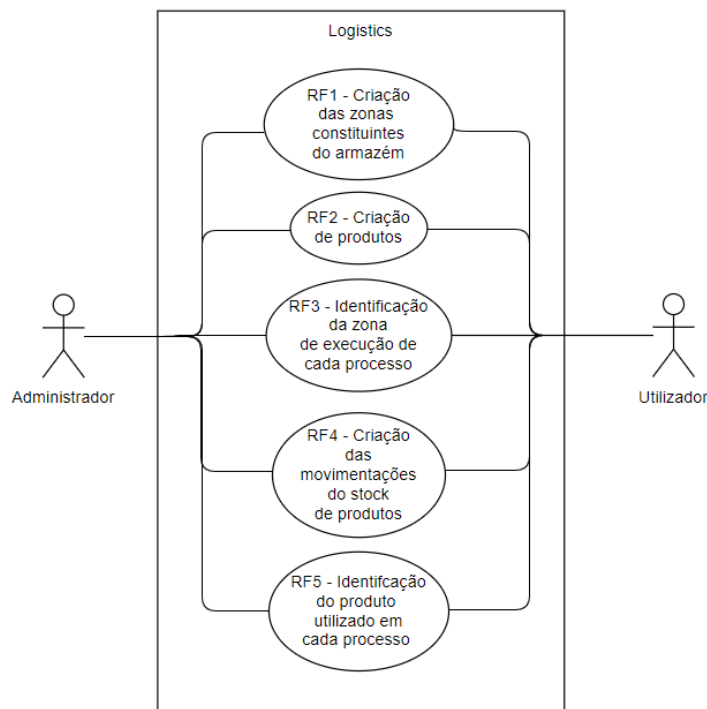 Logistics
RF1 - Criação
das zonas
constituintes
do armazém
RF2 - Criação
de produtos
RF3 - Identificação
da zona
de execução de
cada processo
Administrador
Utilizador
RF4 - Criação
das
movimentações
do stock
de produtos
RF5 - Identifcação
do produto
utilizado em
cada processo